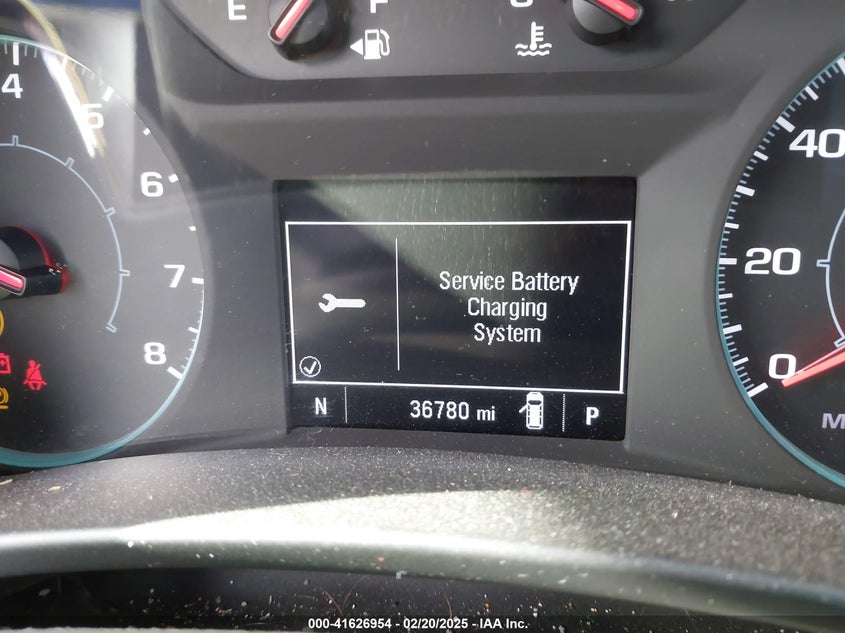 E F
4
5
6
7
8
40
20
0
Service Battery
Charging
System
N 36780 mi P
000-41626954 - 02/20/2025 - IAA Inc.